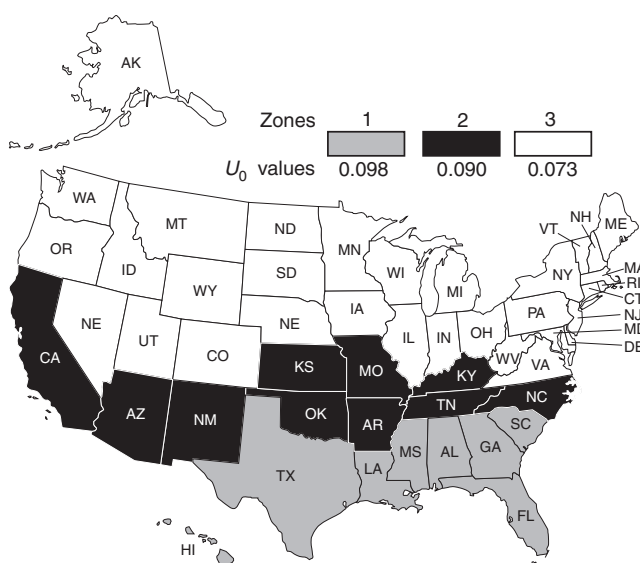 AK
Zones 1 2 3
U0 values 0.098 0.090 0.073
WA
MT
ND
MN
OR
ID
WY
SD
WI
MI
NY
VT
NH
ME
MA
RI
CT
NJ
MD
DE
NE
UT
CO
NE
IA
IL
IN
OH
PA
WV
VA
CA
AZ
NM
KS
MO
KY
OK
AR
TN
NC
TX
LA
MS
AL
GA
SC
FL
HI